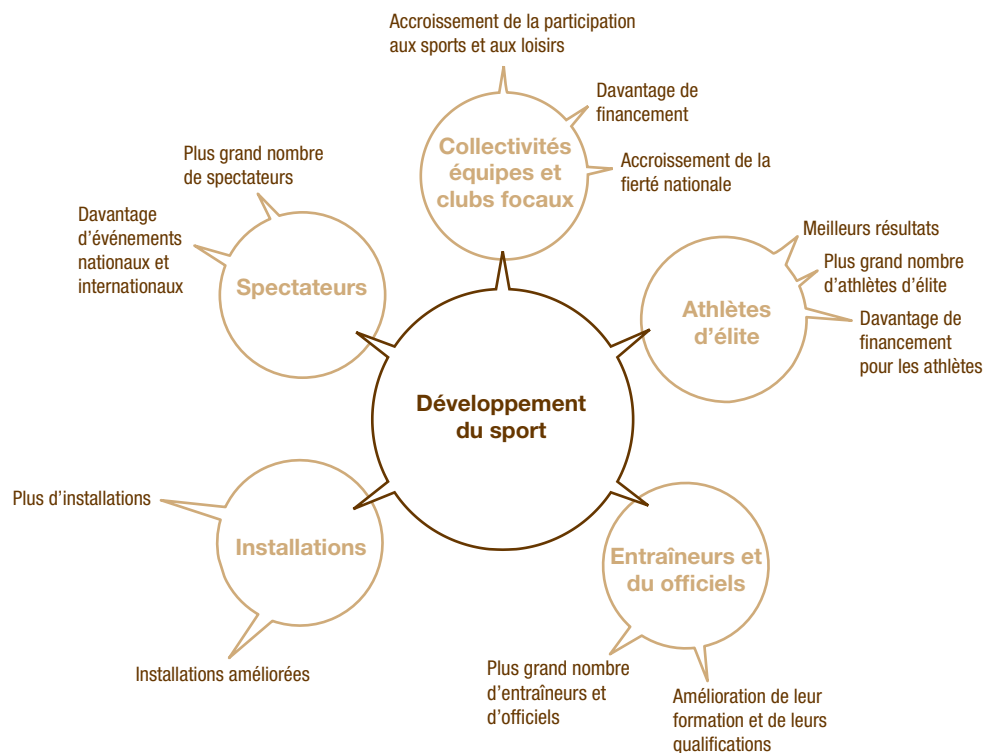 Accroissement de la participation
aux sports et aux loisirs
Davantage de
financement
Collectivités
équipes et
clubs focaux
Accroissement de la
fierté nationale
Plus grand nombre
de spectateurs
Davantage
d'événements
nationaux et
internationaux
Spectateurs
Meilleurs résultats
Plus grand nombre
d'athlètes d'élite
Athlètes
d'élite
Davantage de
financement
pour les athlètes
Développement
du sport
Plus d'installations
Installations
Installations améliorées
Entraîneurs et
du officiels
Plus grand nombre
d'entraîneurs et
d'officiels
Amélioration de leur
formation et de leurs
qualifications